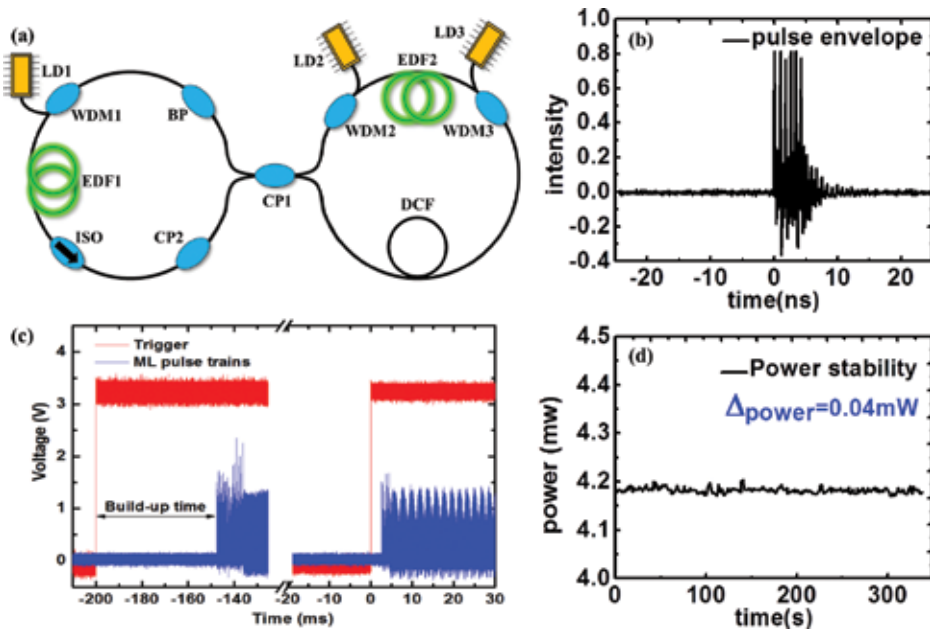 (a)
LD1
WDM1
BP
EDF1
ISO
CP2
CP1
LD2
LD3
EDF2
WDM2
WDM3
DCF
(b)
pulse envelope
1.0
0.8
0.6
0.4
0.2
0.0
-0.2
-0.4
intensity
-20 -10 0 10 20
time(ns)
(c)
Trigger
ML pulse trains
Build-up time
4
3
2
1
0
Voltage (V)
-200 -180 -160 -140 -20 -10 0 10 20 30
Time (ms)
(d)
Power stability
Δpower=0.04mW
4.5
4.4
4.3
4.2
4.1
4.0
power (mw)
0 100 200 300
time(s)